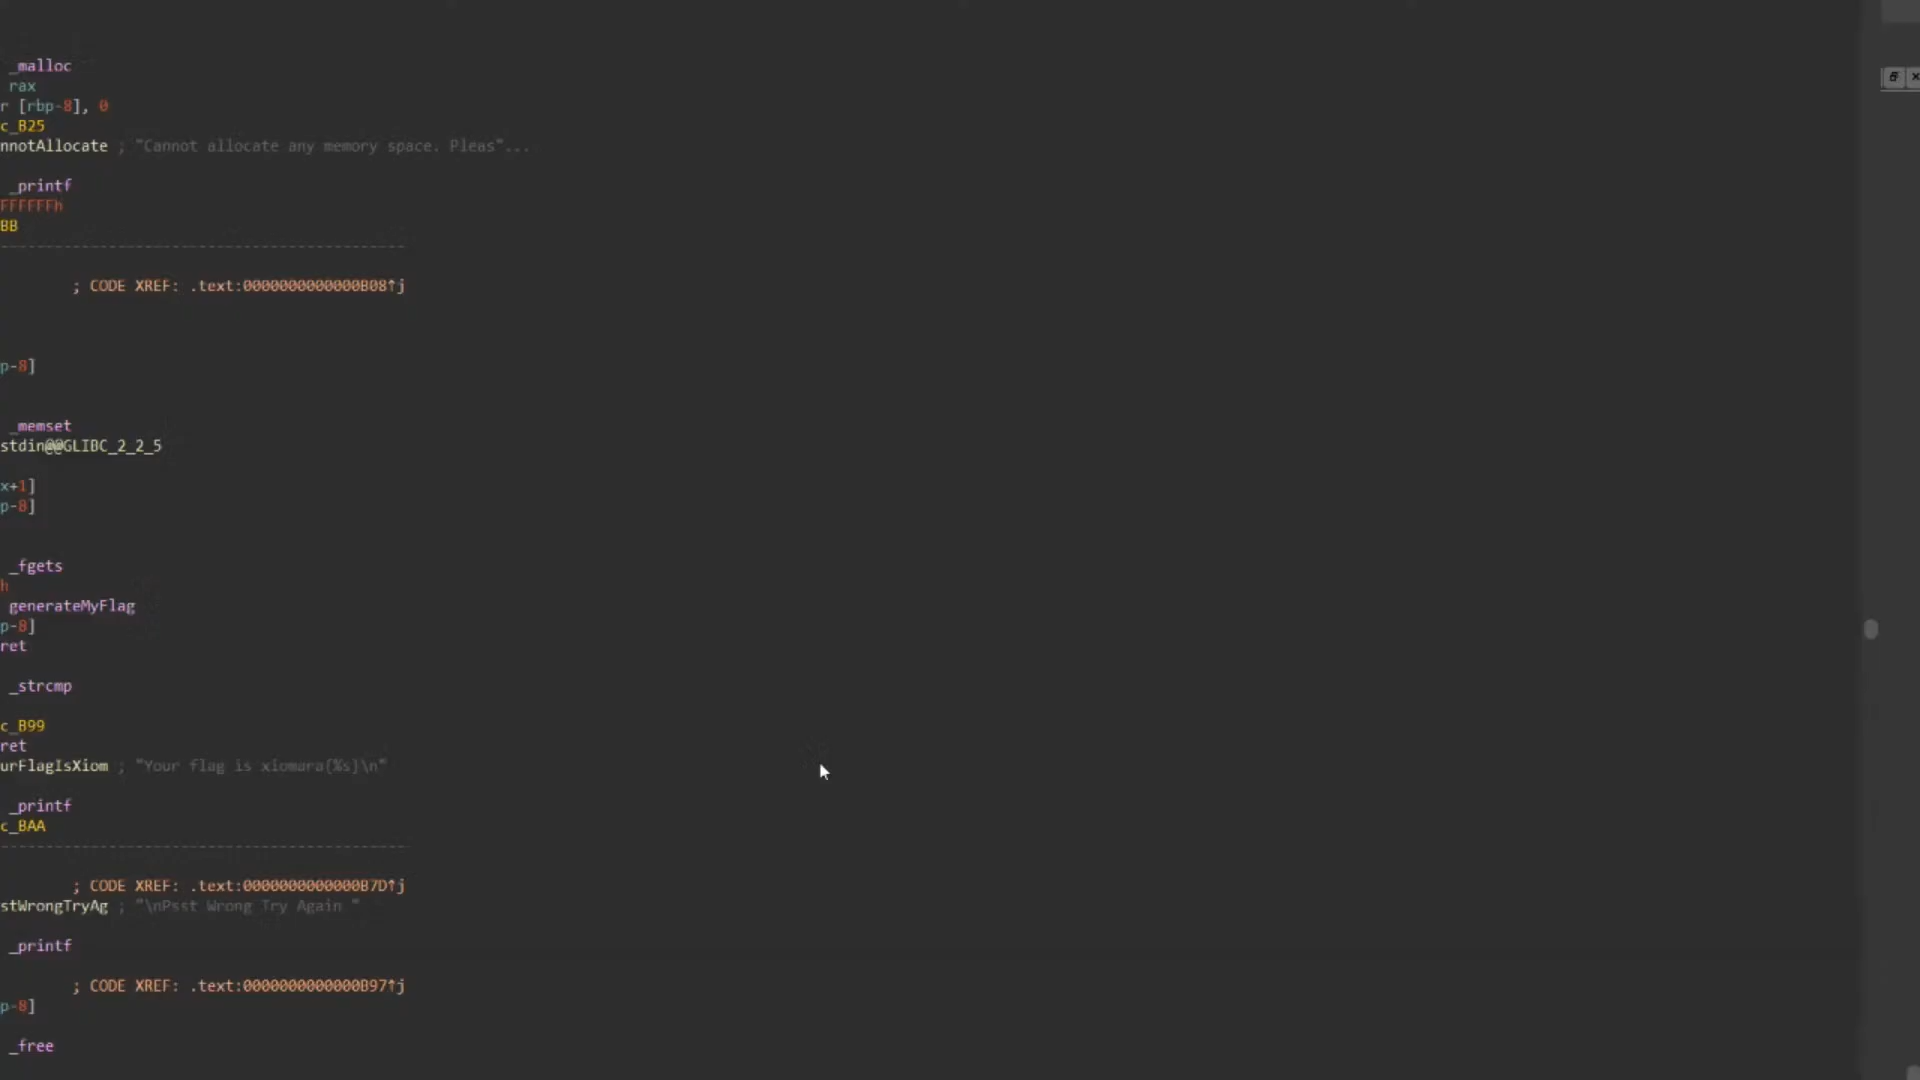 _malloc
rax
r [rbp-8], 0
c_B25
nnotAllocate ; "Cannot allocate any memory space. Pleas"...
_printf
FFFFFFh
BB
; CODE XREF: .text:0000000000000B08↑j
p-8]
_memset
stdin@@GLIBC_2_2_5
x+1]
p-8]
_fgets
h
generateMyFlag
p-8]
ret
_strcmp
c_B99
ret
urFlagIsXiom ; "Your flag is xiomara{%s}\n"
_printf
c_BAA
; CODE XREF: .text:0000000000000B7D↑j
stWrongTryAg ; "\nPsst Wrong Try Again "
_printf
; CODE XREF: .text:0000000000000B97↑j
p-8]
_free